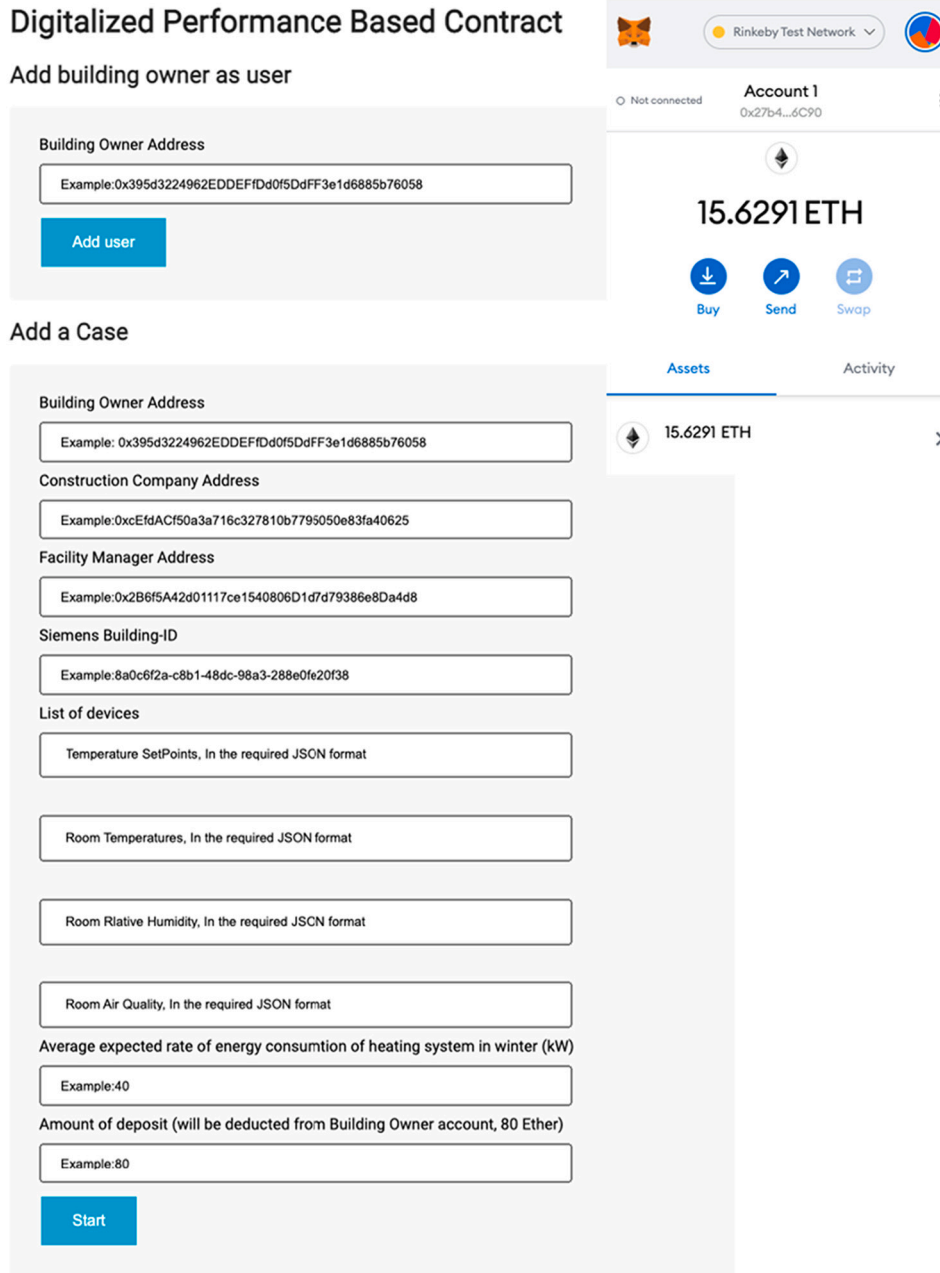 Digitalized Performance Based Contract
Add building owner as user
Building Owner Address
Example:0x395d3224962EDDEFfDd0f5DdFF3e1d6885b76058
Add user
Add a Case
Building Owner Address
Example: 0x395d3224962EDDEFfDd0f5DdFF3e1d6885b76058
Construction Company Address
Example:0xcEfdACf50a3a716c327810b7795050e83fa40625
Facility Manager Address
Example:0x2B6f5A42d01117ce1540806D1d7d79386e8Da4d8
Siemens Building-ID
Example:8a0c6f2a-c8b1-48dc-98a3-288e0fe20f38
List of devices
Temperature SetPoints, In the required JSON format
Room Temperatures, In the required JSON format
Room Rlative Humidity, In the required JSON format
Room Air Quality, In the required JSON format
Average expected rate of energy consumtion of heating system in winter (kW)
Example:40
Amount of deposit (will be deducted from Building Owner account, 80 Ether)
Example:80
Start
Rinkeby Test Network
Not connected
Account 1
0x27b4...6C90
15.6291 ETH
Buy
Send
Swap
Assets
Activity
15.6291 ETH